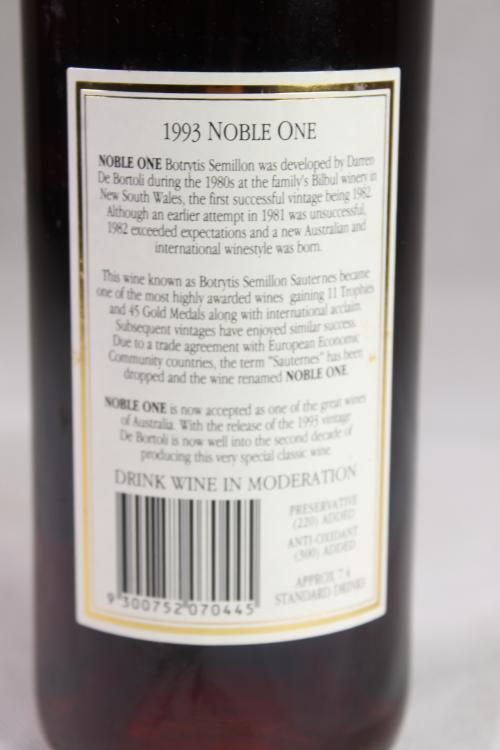 1993 NOBLE ONE
NOBLE ONE Botrytis Semillon was developed by Darren
De Bortoli during the 1980s at the family's Bilbul winery in
New South Wales, the first successful vintage being 1982.
Although an earlier attempt in 1981 was unsuccessful,
1982 exceeded expectations and a new Australian and
international winestyle was born.
This wine known as Botrytis Semillon Sauternes became
one of the most highly awarded wines gaining 11 Trophies
and 45 Gold Medals along with international acclaim.
Subsequent vintages have enjoyed similar success.
Due to a trade agreement with European Economic
Community countries, the term "Sauternes" has been
dropped and the wine renamed NOBLE ONE.
NOBLE ONE is now accepted as one of the great wines
of Australia. With the release of the 1993 vintage
De Bortoli is now well into the second decade of
producing this very special classic wine.
DRINK WINE IN MODERATION
PRESERVATIVE
(220) ADDED
ANTI-OXIDANT
(300) ADDED
APPROX 7.4
STANDARD DRINKS
9 300752 070445